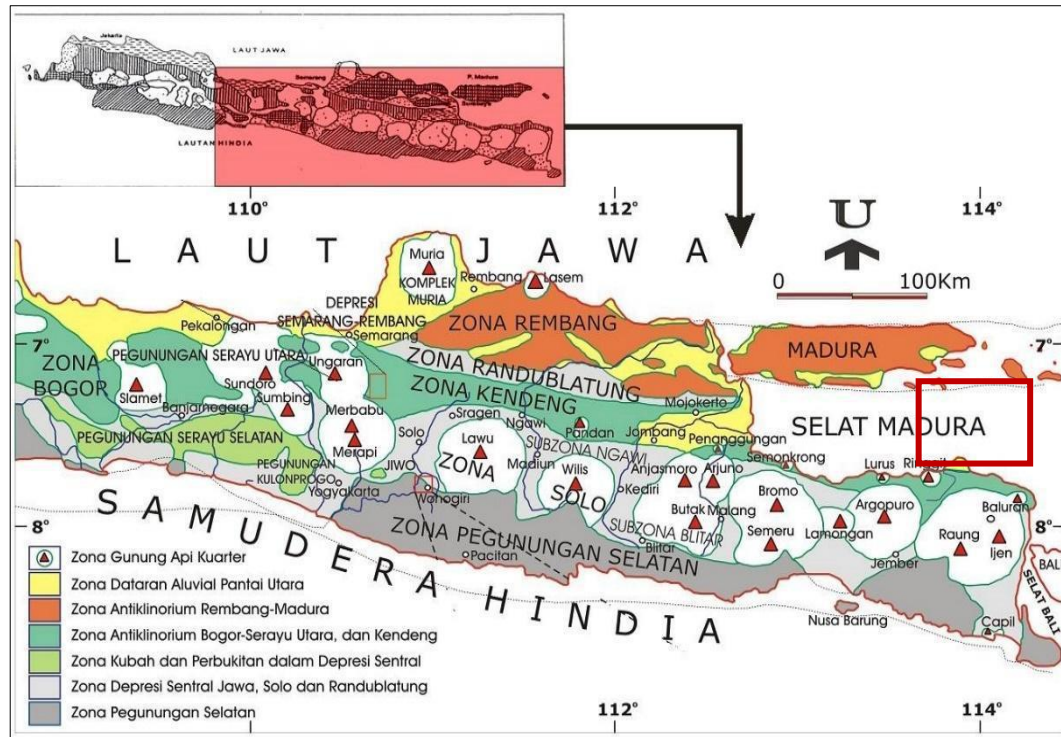 Jakarta
LAUT JAWA
Semarang
P. Madura
Surabaya
LAUTAN HINDIA
110°
112°
114°
U
0 100Km
LAUT JAWA
Muria
KOMPLEK
MURIA
Rembang
Lasem
DEPRESI
SEMARANG-REMBANG
Semarang
Pekalongan
ZONA REMBANG
MADURA
7°
7°
ZONA
BOGOR
PEGUNUNGAN SERAYU UTARA
Ungaran
ZONA RANDUBLATUNG
ZONA KENDENG
Slamet
Sundoro
Sumbing
Banjarnegara
Merbabu
Merapi
PEGUNUNGAN SERAYU SELATAN
PEGUNUNGAN
KULONPROGO
Yogyakarta
JIWO
Solo
Sragen
Ngawi
Pandan
SUBZONA NGAWI
Mojokerto
Jombang
Penanggungan
Semonkrong
SELAT MADURA
Lurus
Ringgit
Lawu
ZONA
Madiun
Wilis
SOLO
Kediri
Anjasmoro
Arjuno
Butak
Malang
Bromo
Semeru
Lamongan
Argopuro
Baluran
Raung
Ijen
8°
8°
Wonogiri
SUBZONA BLITAR
Blitar
Jember
BALI
SELAT BALI
ZONA PEGUNUNGAN SELATAN
Pacitan
Nusa Barung
Capil
SAMUDERA HINDIA
Zona Gunung Api Kuarter
Zona Dataran Aluvial Pantai Utara
Zona Antiklinorium Rembang-Madura
Zona Antiklinorium Bogor-Serayu Utara, dan Kendeng
Zona Kubah dan Perbukitan dalam Depresi Sentral
Zona Depresi Sentral Jawa, Solo dan Randublatung
Zona Pegunungan Selatan
112°
114°